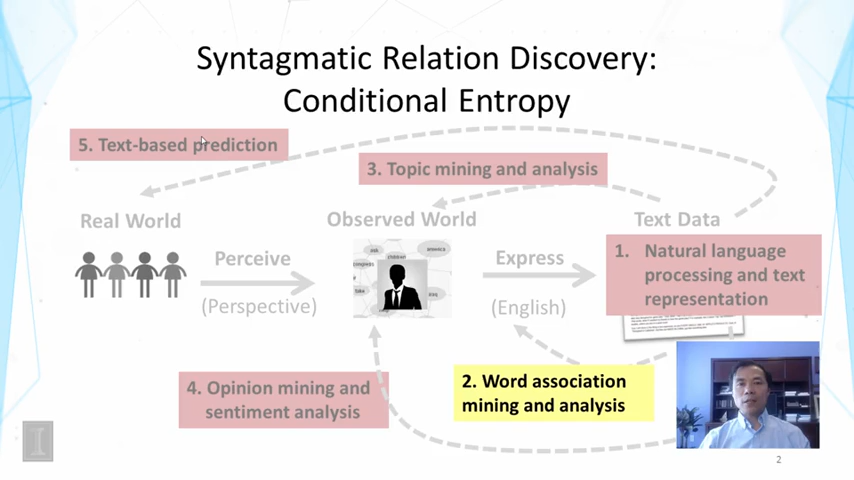 Syntagmatic Relation Discovery:
Conditional Entropy
5. Text-based prediction
3. Topic mining and analysis
Real World
Observed World
Text Data
Perceive
(Perspective)
Express
(English)
1. Natural language
processing and text
representation
4. Opinion mining and
sentiment analysis
2. Word association
mining and analysis
2